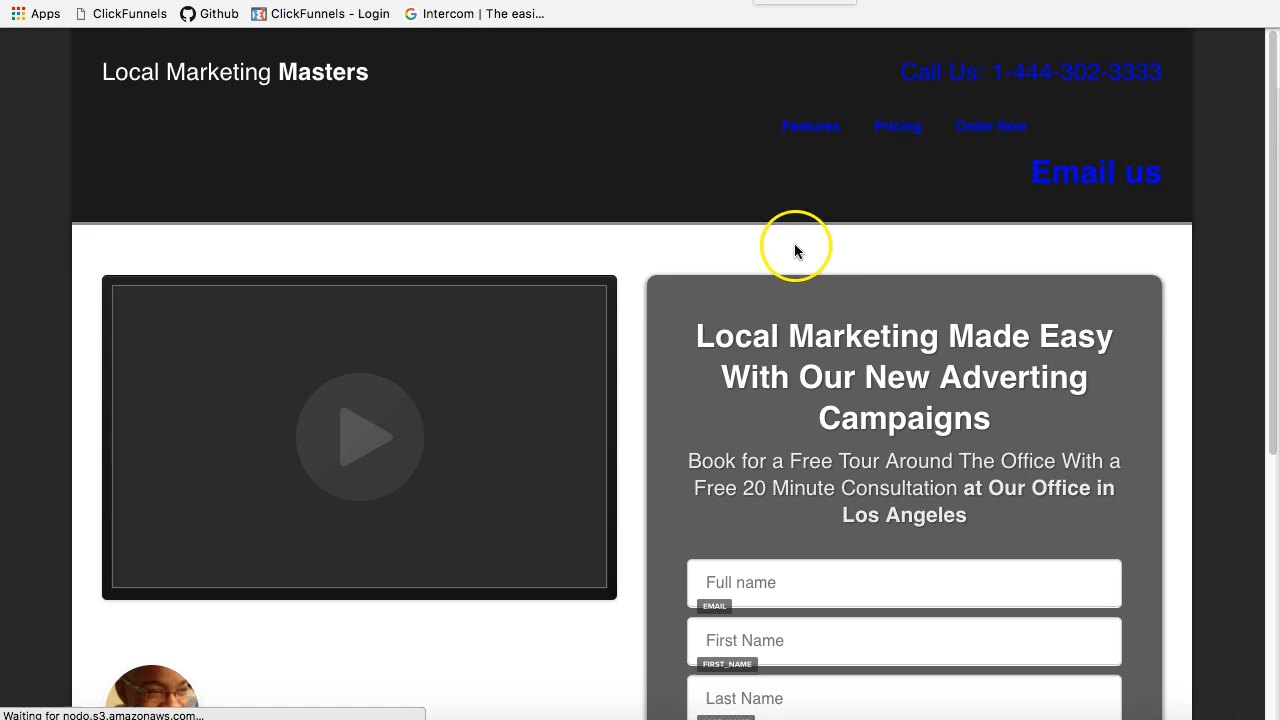 Apps ClickFunnels Github ClickFunnels - Login Intercom | The easi...
Local Marketing Masters
Call Us: 1-444-302-3333
Features Pricing Order Now
Email us
Local Marketing Made Easy
With Our New Adverting
Campaigns
Book for a Free Tour Around The Office With a
Free 20 Minute Consultation at Our Office in
Los Angeles
Full name
EMAIL
First Name
FIRST_NAME
Last Name
Waiting for nodo.s3.amazonaws.com...